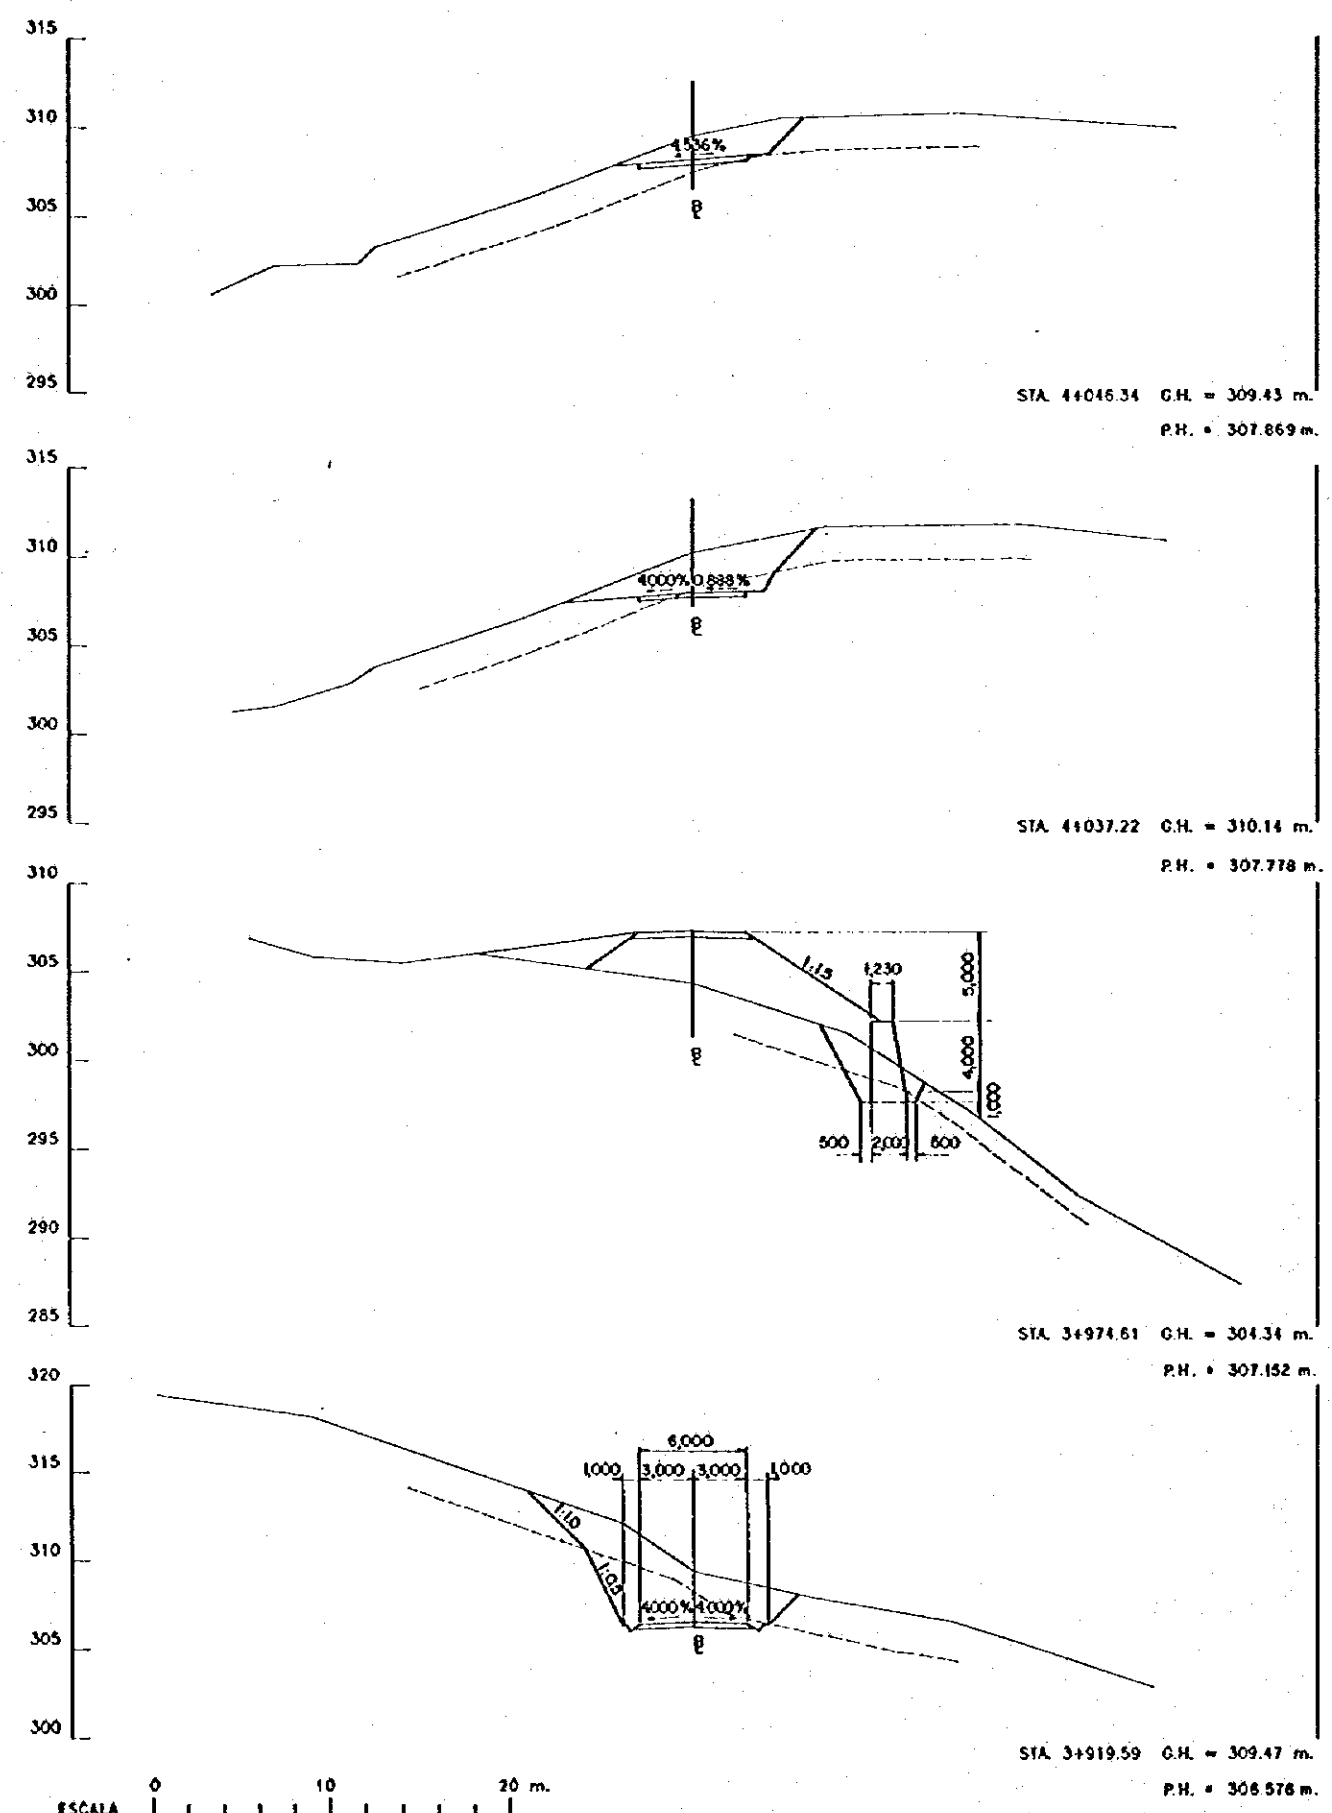 315
310
4.536%
305
300
295
STA. 4+046.34 G.H. = 309.43 m.
P.H. = 307.869 m.
315
310
4.000% 0.888%
305
300
295
STA. 4+037.22 G.H. = 310.14 m.
P.H. = 307.778 m.
310
305
1:1.5
1,230
5,000
300
4,000
1,000
295
500 2,000 500
290
285
STA. 3+974.61 G.H. = 304.34 m.
P.H. = 307.152 m.
320
6,000
315
1,000 3,000 3,000 1,000
1:1.0
310
1:0.5
4.000% 4.000%
305
300
STA. 3+919.59 G.H. = 309.47 m.
P.H. = 306.576 m.
0 10 20 m.
ESCALA